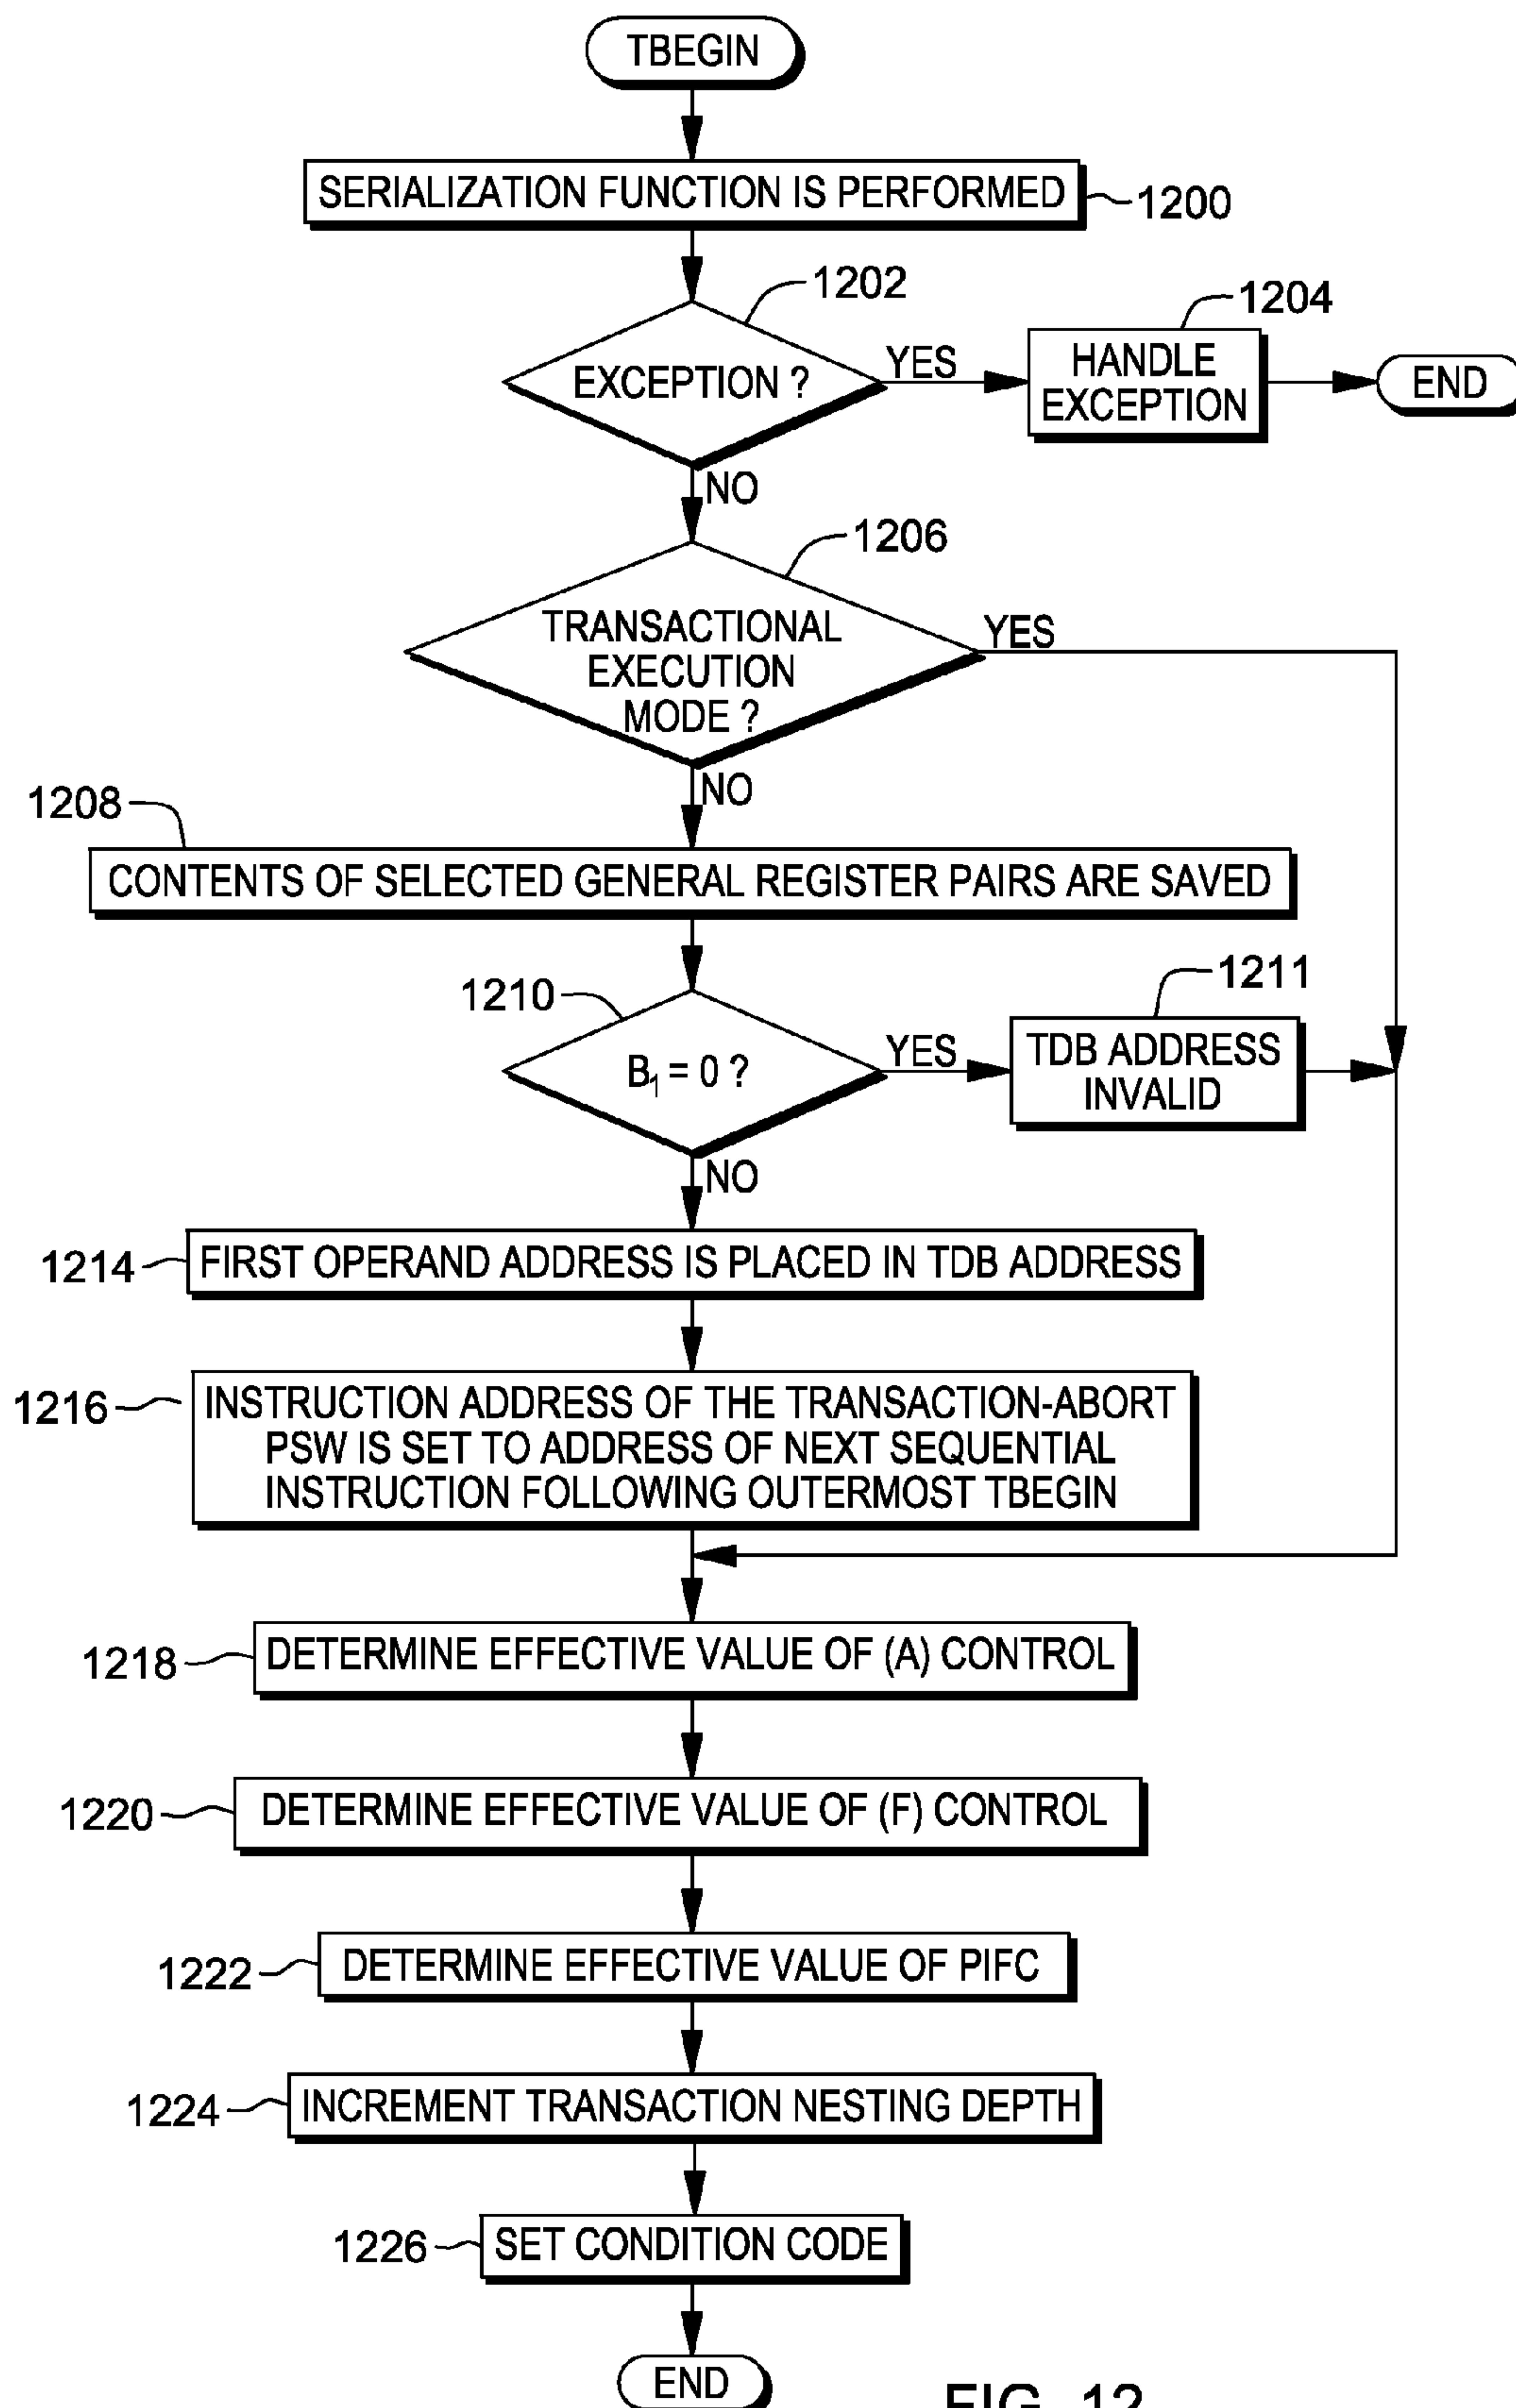 TBEGIN
SERIALIZATION FUNCTION IS PERFORMED
1200
1202
1204
EXCEPTION ?
YES
HANDLE
EXCEPTION
END
NO
1206
TRANSACTIONAL
EXECUTION
MODE ?
YES
NO
1208
CONTENTS OF SELECTED GENERAL REGISTER PAIRS ARE SAVED
1210
1211
B1 = 0 ?
YES
TDB ADDRESS
INVALID
NO
1214
FIRST OPERAND ADDRESS IS PLACED IN TDB ADDRESS
1216
INSTRUCTION ADDRESS OF THE TRANSACTION-ABORT
PSW IS SET TO ADDRESS OF NEXT SEQUENTIAL
INSTRUCTION FOLLOWING OUTERMOST TBEGIN
1218
DETERMINE EFFECTIVE VALUE OF (A) CONTROL
1220
DETERMINE EFFECTIVE VALUE OF (F) CONTROL
1222
DETERMINE EFFECTIVE VALUE OF PIFC
1224
INCREMENT TRANSACTION NESTING DEPTH
1226
SET CONDITION CODE
END
FIG. 12